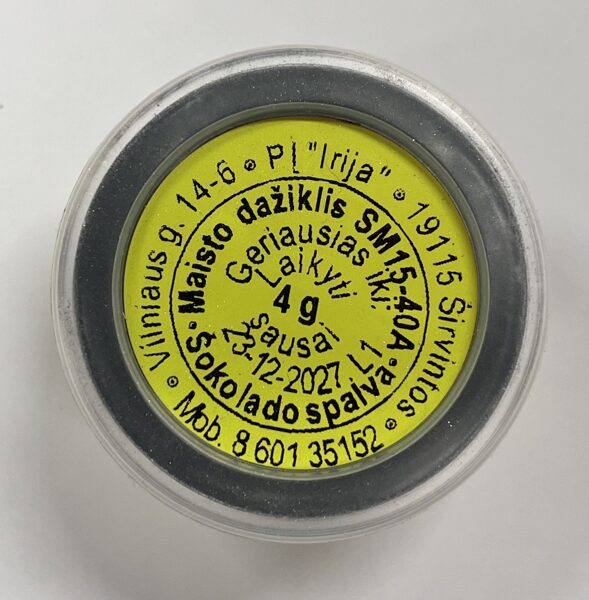 PĮ "Irija" • 19115 Širvintos •
Mob. 8 601 35152 • Vilniaus g. 14-6 •
Maisto dažiklis SM15-40A •
Šokolado spalva •
Geriausias iki:
23-12-2027 L1
Laikyti
sausai
4 g